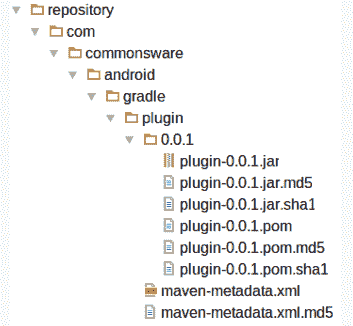 repository
com
commonsware
android
gradle
plugin
0.0.1
plugin-0.0.1.jar
plugin-0.0.1.jar.md5
plugin-0.0.1.jar.sha1
plugin-0.0.1.pom
plugin-0.0.1.pom.md5
plugin-0.0.1.pom.sha1
maven-metadata.xml
maven-metadata.xml.md5